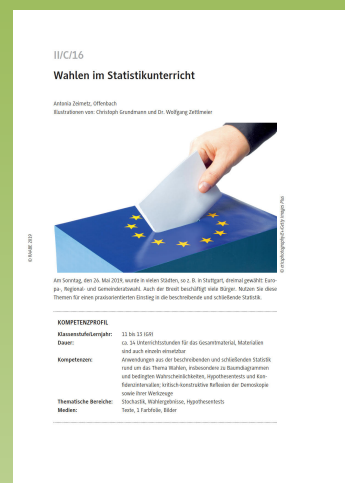 II/C/16
Wahlen im Statistikunterricht
Antonia Zeimetz, Offenbach
Illustrationen von: Christoph Grundmann und Dr. Wolfgang Zettlmeier
© RAABE 2019
Am Sonntag, den 26. Mai 2019, wurde in vielen Städten, so z. B. in Stuttgart, dreimal gewählt: Euro-
pa-, Regional- und Gemeinderatswahl. Auch der Brexit beschäftigt viele Bürger. Nutzen Sie diese
Themen für einen praxisorientierten Einstieg in die beschreibende und schließende Statistik.
KOMPETENZPROFIL
Klassenstufe/Lernjahr: 11 bis 13 (G9)
Dauer: ca. 14 Unterrichtsstunden für das Gesamtmaterial, Materialien
sind auch einzeln einsetzbar
Kompetenzen: Anwendungen aus der beschreibenden und schließenden Statistik
rund um das Thema Wahlen, insbesondere zu Baumdiagrammen
und bedingten Wahrscheinlichkeiten, Hypothesentests und Kon-
fidenzintervallen; kritisch-konstruktive Reflexion der Demoskopie
sowie ihrer Werkzeuge
Thematische Bereiche: Stochastik, Wahlergebnisse, Hypothesentests
Medien: Texte, 1 Farbfolie, Bilder